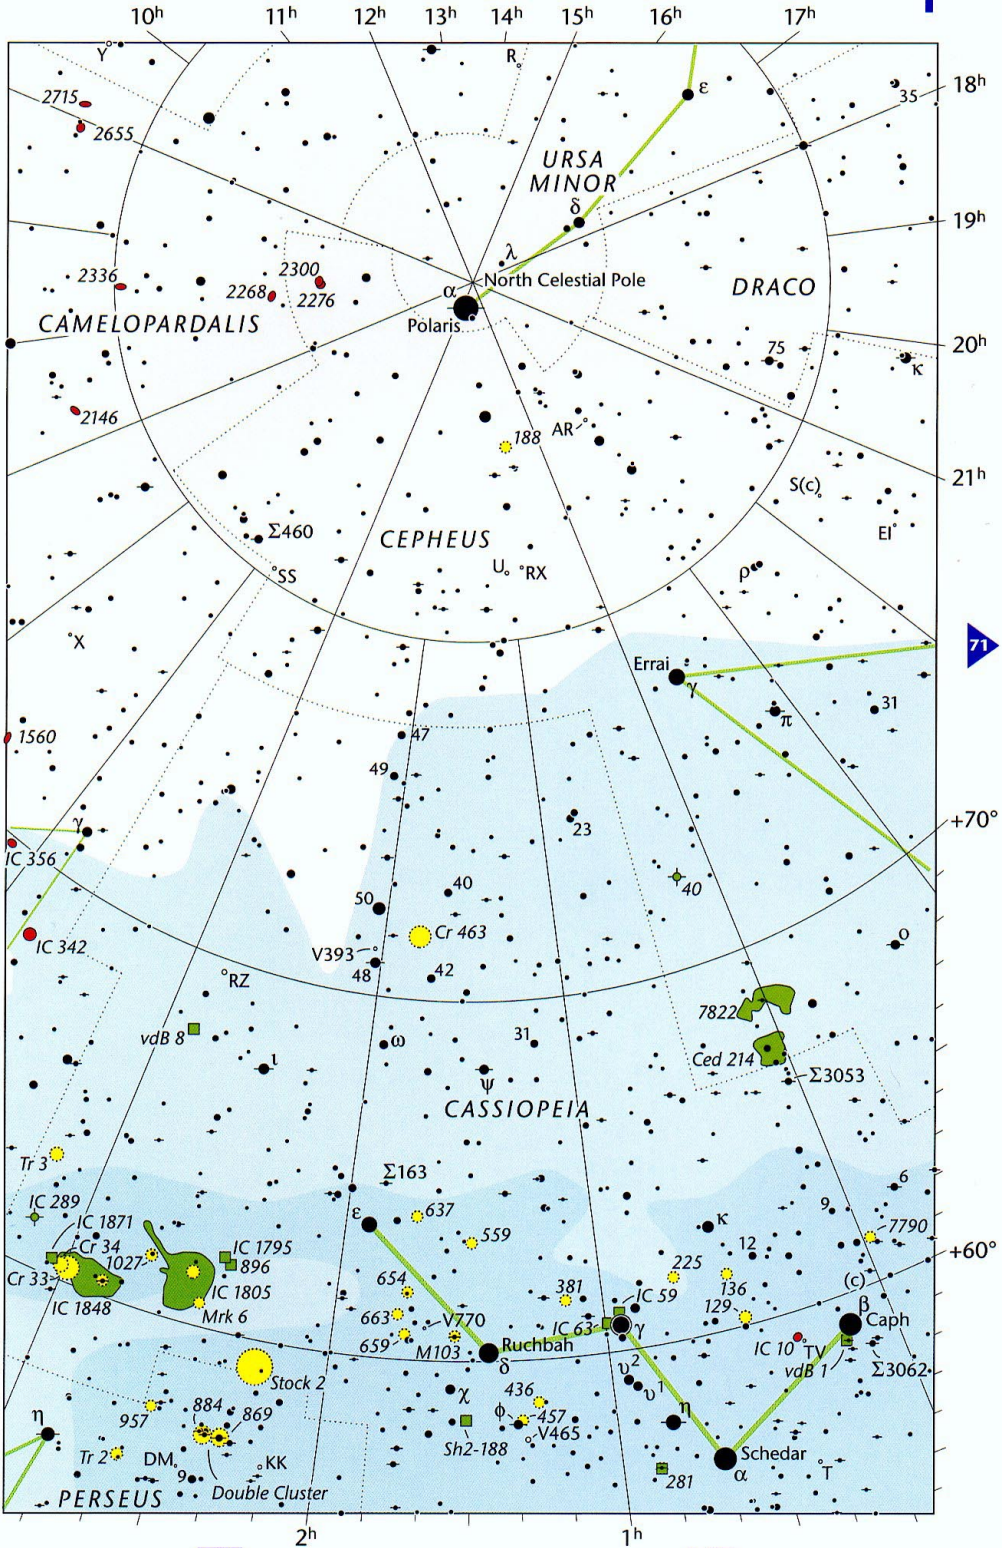 10h 11h 12h 13h 14h 15h 16h 17h
Y
R
ε
18h
35
2715
2655
URSA
MINOR
δ
19h
λ
North Celestial Pole
2336
2300
2268
2276
α
DRACO
CAMELOPARDALIS
Polaris
20h
75
κ
2146
AR
188
21h
S(c)
Σ460
CEPHEUS
EI
U
RX
SS
ρ
X
71
Errai
γ
31
π
1560
47
49
γ
23
+70°
IC 356
40
40
50
Cr 463
IC 342
V393
48
42
ο
RZ
7822
vdB 8
ω
31
Ced 214
ι
ψ
Σ3053
CASSIOPEIA
Tr 3
Σ163
6
IC 289
637
9
IC 1871
ε
κ
7790
Cr 34
559
12
1027
IC 1795
896
225
+60°
Cr 33
654
381
IC 59
136
(c)
IC 1848
IC 1805
Mrk 6
663
V770
129
β
IC 63
γ
Caph
659
M103
Ruchbah
IC 10
TV
δ
vdB 1
Σ3062
Stock 2
υ2
υ1
χ
436
957
884
869
φ
457
η
η
Sh2-188
V465
Tr 2
DM
KK
Schedar
9
281
α
T
Double Cluster
PERSEUS
2h 1h